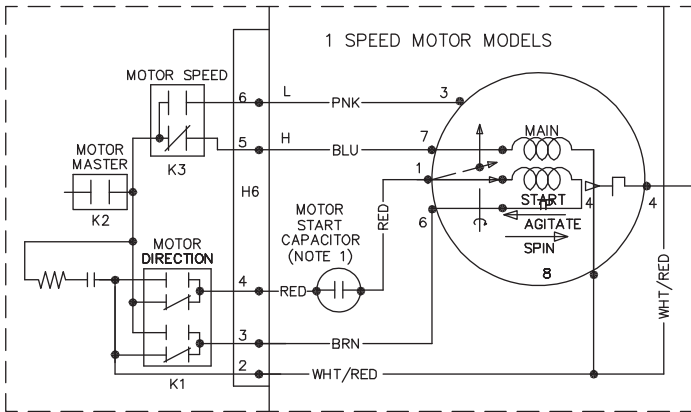 1 SPEED MOTOR MODELS
MOTOR SPEED
L
6
PNK
3
H
5
BLU
7
MAIN
K3
MOTOR
MASTER
K2
H6
1
START
4
4
MOTOR
START
CAPACITOR
(NOTE 1)
RED
6
AGITATE
SPIN
8
MOTOR
DIRECTION
4
RED
3
BRN
2
WHT/RED
K1
WHT/RED